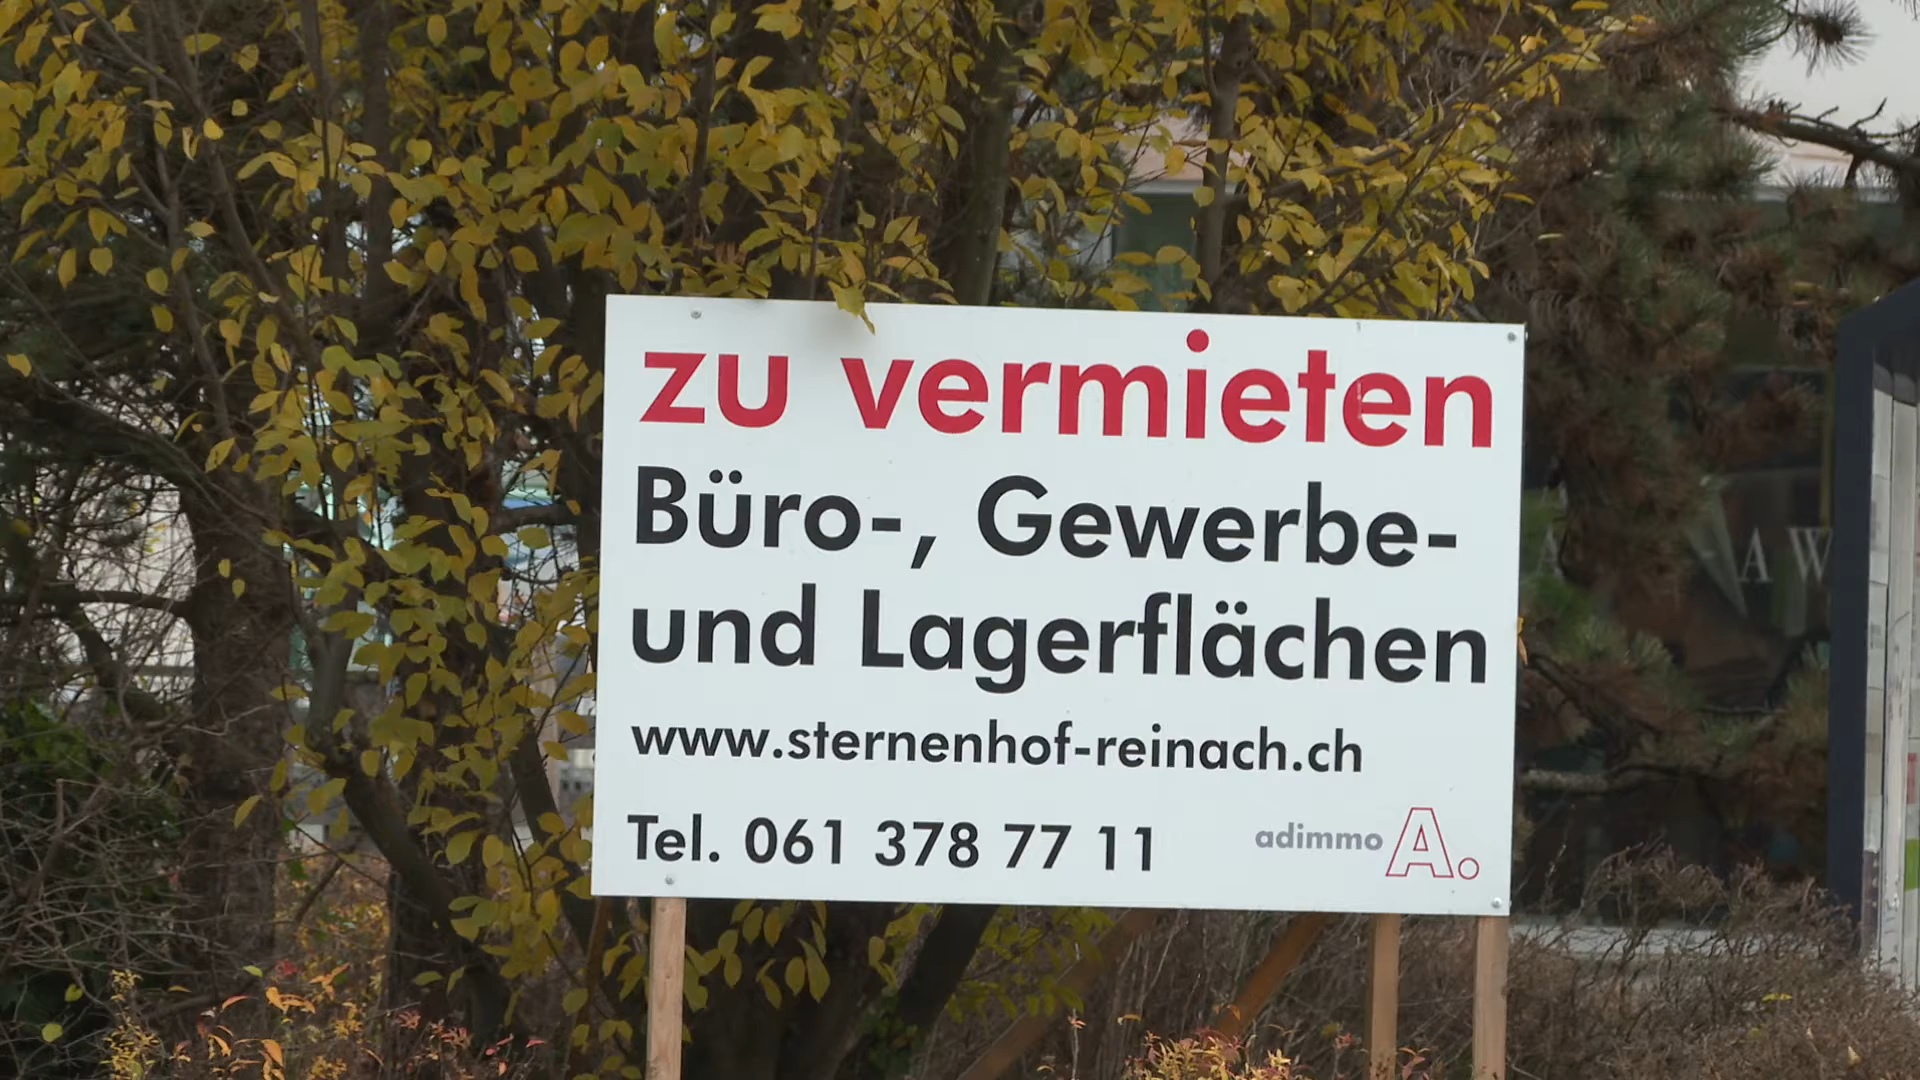 zu vermieten
Büro-, Gewerbe-
und Lagerflächen
www.sternenhof-reinach.ch
Tel. 061 378 77 11
adimmo A.